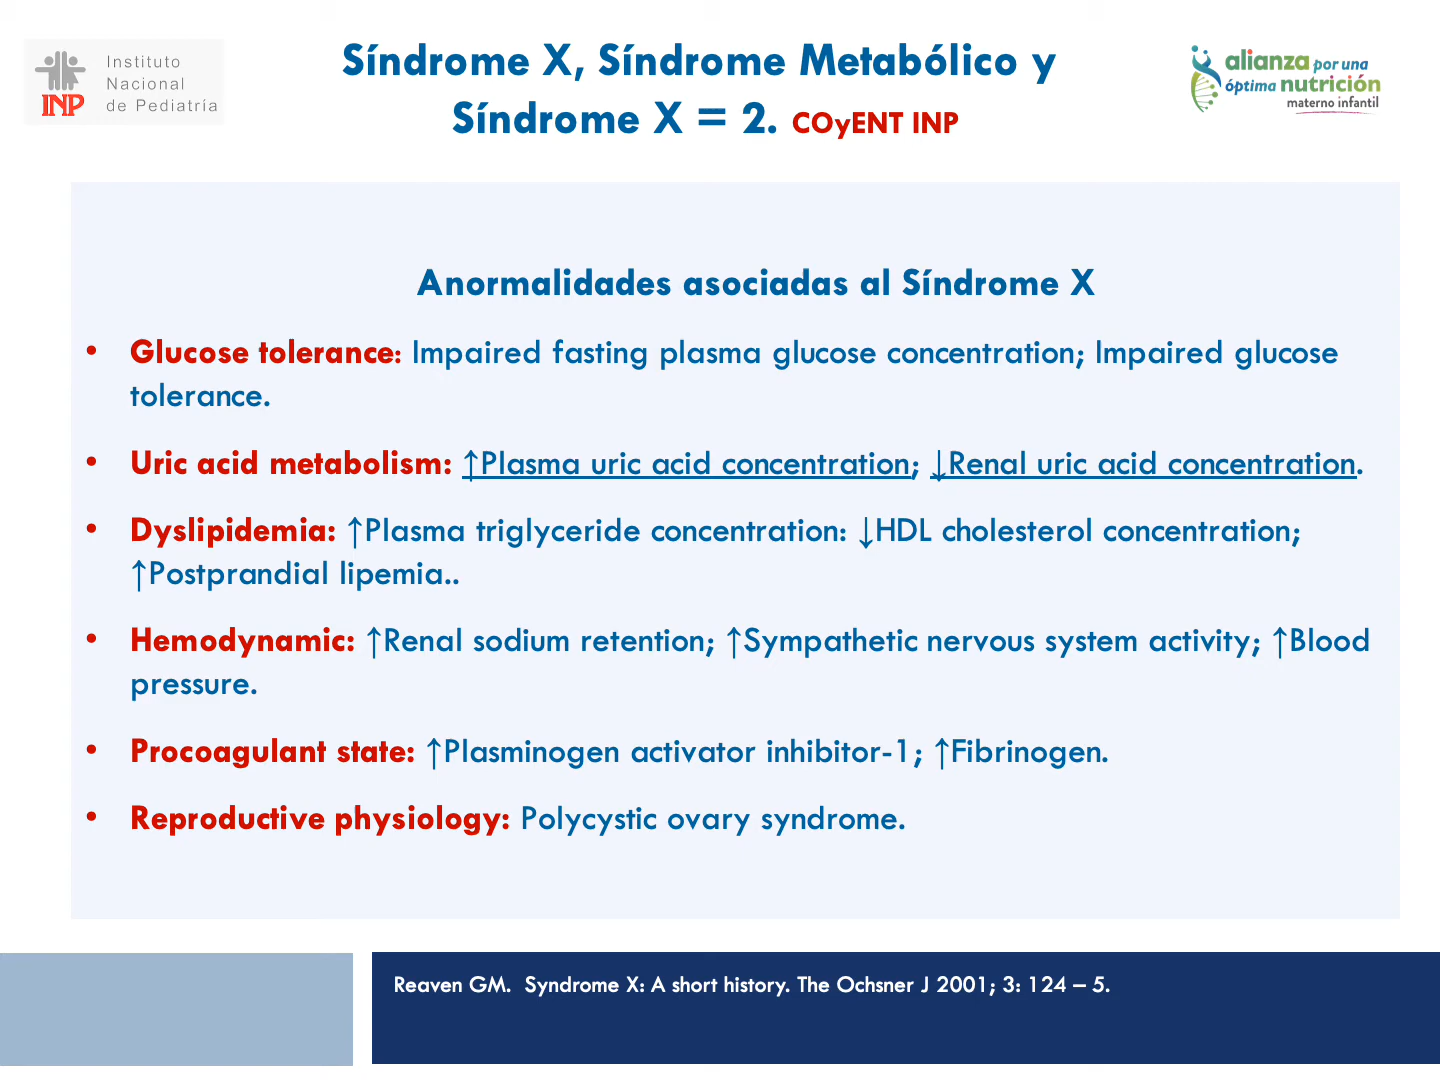 Instituto
Nacional
de Pediatría
INP
Síndrome X, Síndrome Metabólico y
Síndrome X = 2. COyENT INP
alianza por una
óptima nutrición
materno infantil
Anormalidades asociadas al Síndrome X
• Glucose tolerance: Impaired fasting plasma glucose concentration; Impaired glucose
tolerance.
• Uric acid metabolism: ↑Plasma uric acid concentration; ↓Renal uric acid concentration.
• Dyslipidemia: ↑Plasma triglyceride concentration: ↓HDL cholesterol concentration;
↑Postprandial lipemia..
• Hemodynamic: ↑Renal sodium retention; ↑Sympathetic nervous system activity; ↑Blood
pressure.
• Procoagulant state: ↑Plasminogen activator inhibitor-1; ↑Fibrinogen.
• Reproductive physiology: Polycystic ovary syndrome.
Reaven GM. Syndrome X: A short history. The Ochsner J 2001; 3: 124 – 5.